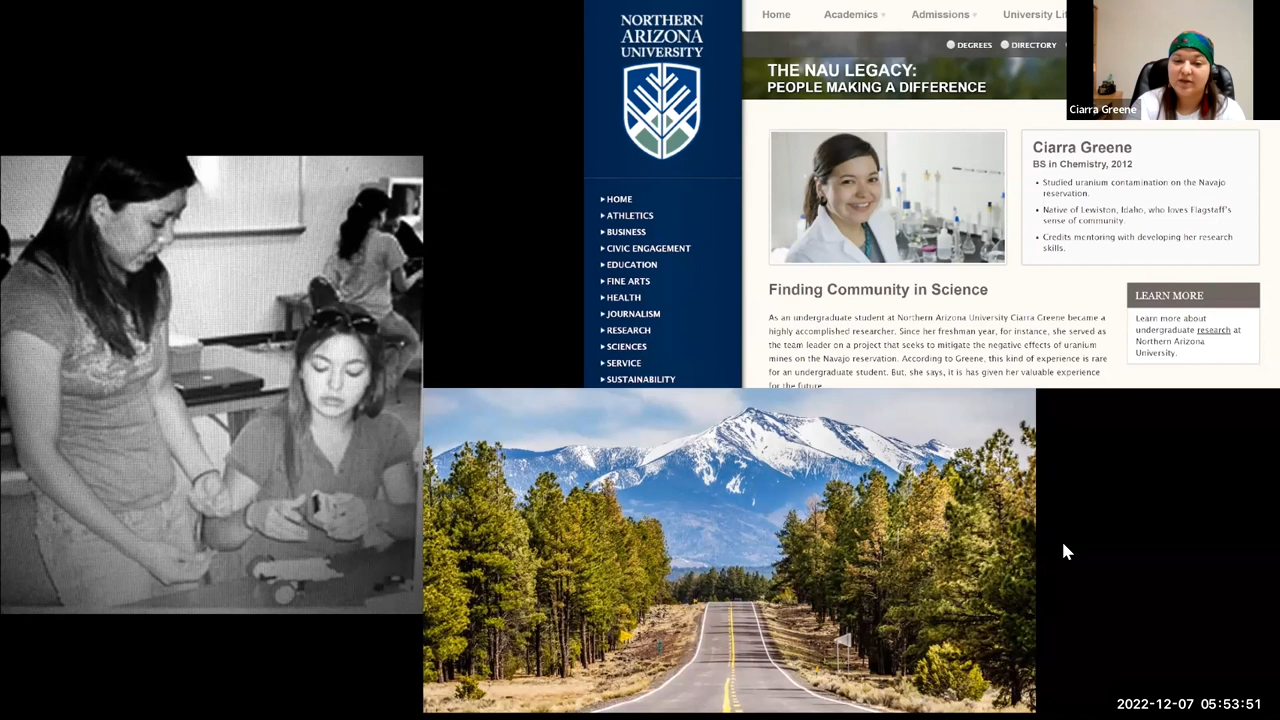 NORTHERN
ARIZONA
UNIVERSITY
HOME
ATHLETICS
BUSINESS
CIVIC ENGAGEMENT
EDUCATION
FINE ARTS
HEALTH
JOURNALISM
RESEARCH
SCIENCES
SERVICE
SUSTAINABILITY
Home Academics Admissions University
DEGREES DIRECTORY
THE NAU LEGACY:
PEOPLE MAKING A DIFFERENCE
Ciarra Greene
Ciarra Greene
BS in Chemistry, 2012
Studied uranium contamination on the Navajo
reservation.
Native of Lewiston, Idaho, who loves Flagstaff's
sense of community.
Credits mentoring with developing her research
skills.
Finding Community in Science
As an undergraduate student at Northern Arizona University Ciarra Greene became a
highly accomplished researcher. Since her freshman year, for instance, she served as
the team leader on a project that seeks to mitigate the negative effects of uranium
mines on the Navajo reservation. According to Greene, this kind of experience is rare
for an undergraduate student. But, she says, it is has given her valuable experience
for the future.
LEARN MORE
Learn more about
undergraduate research at
Northern Arizona
University.
2022-12-07 05:53:51